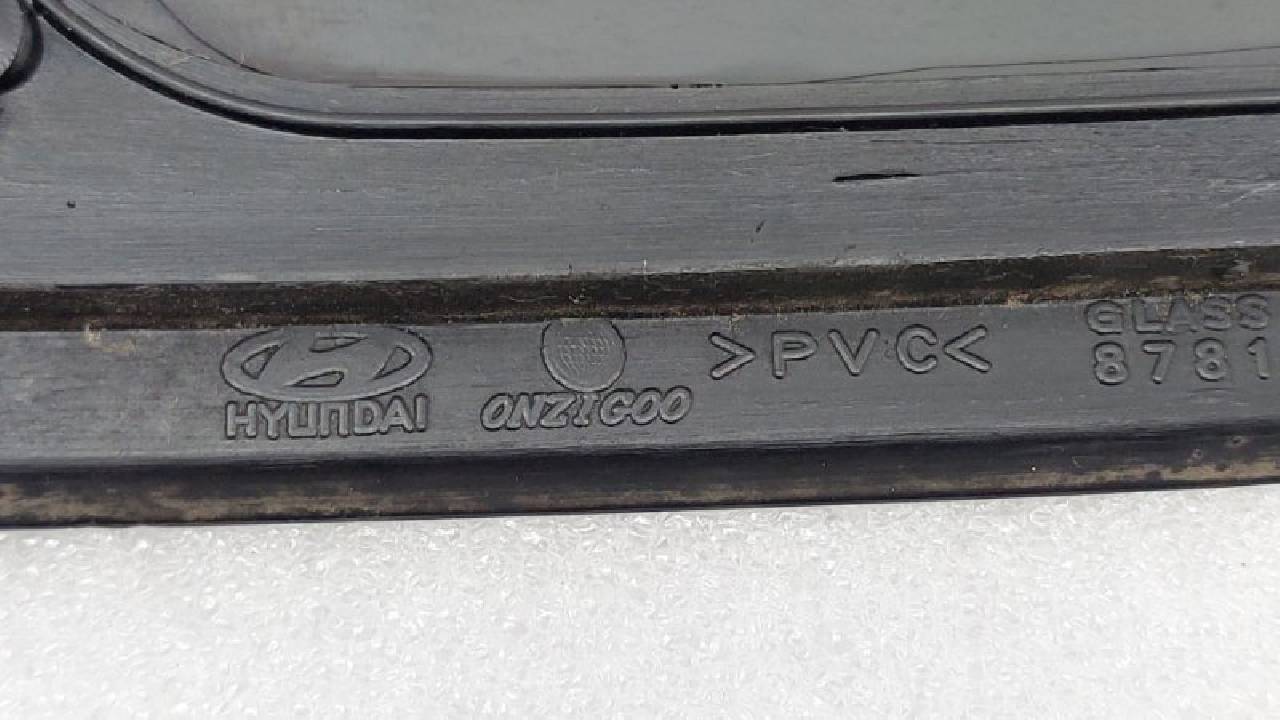 HYUNDAI
ONZIGOO
>PVC<
GLASS
8781